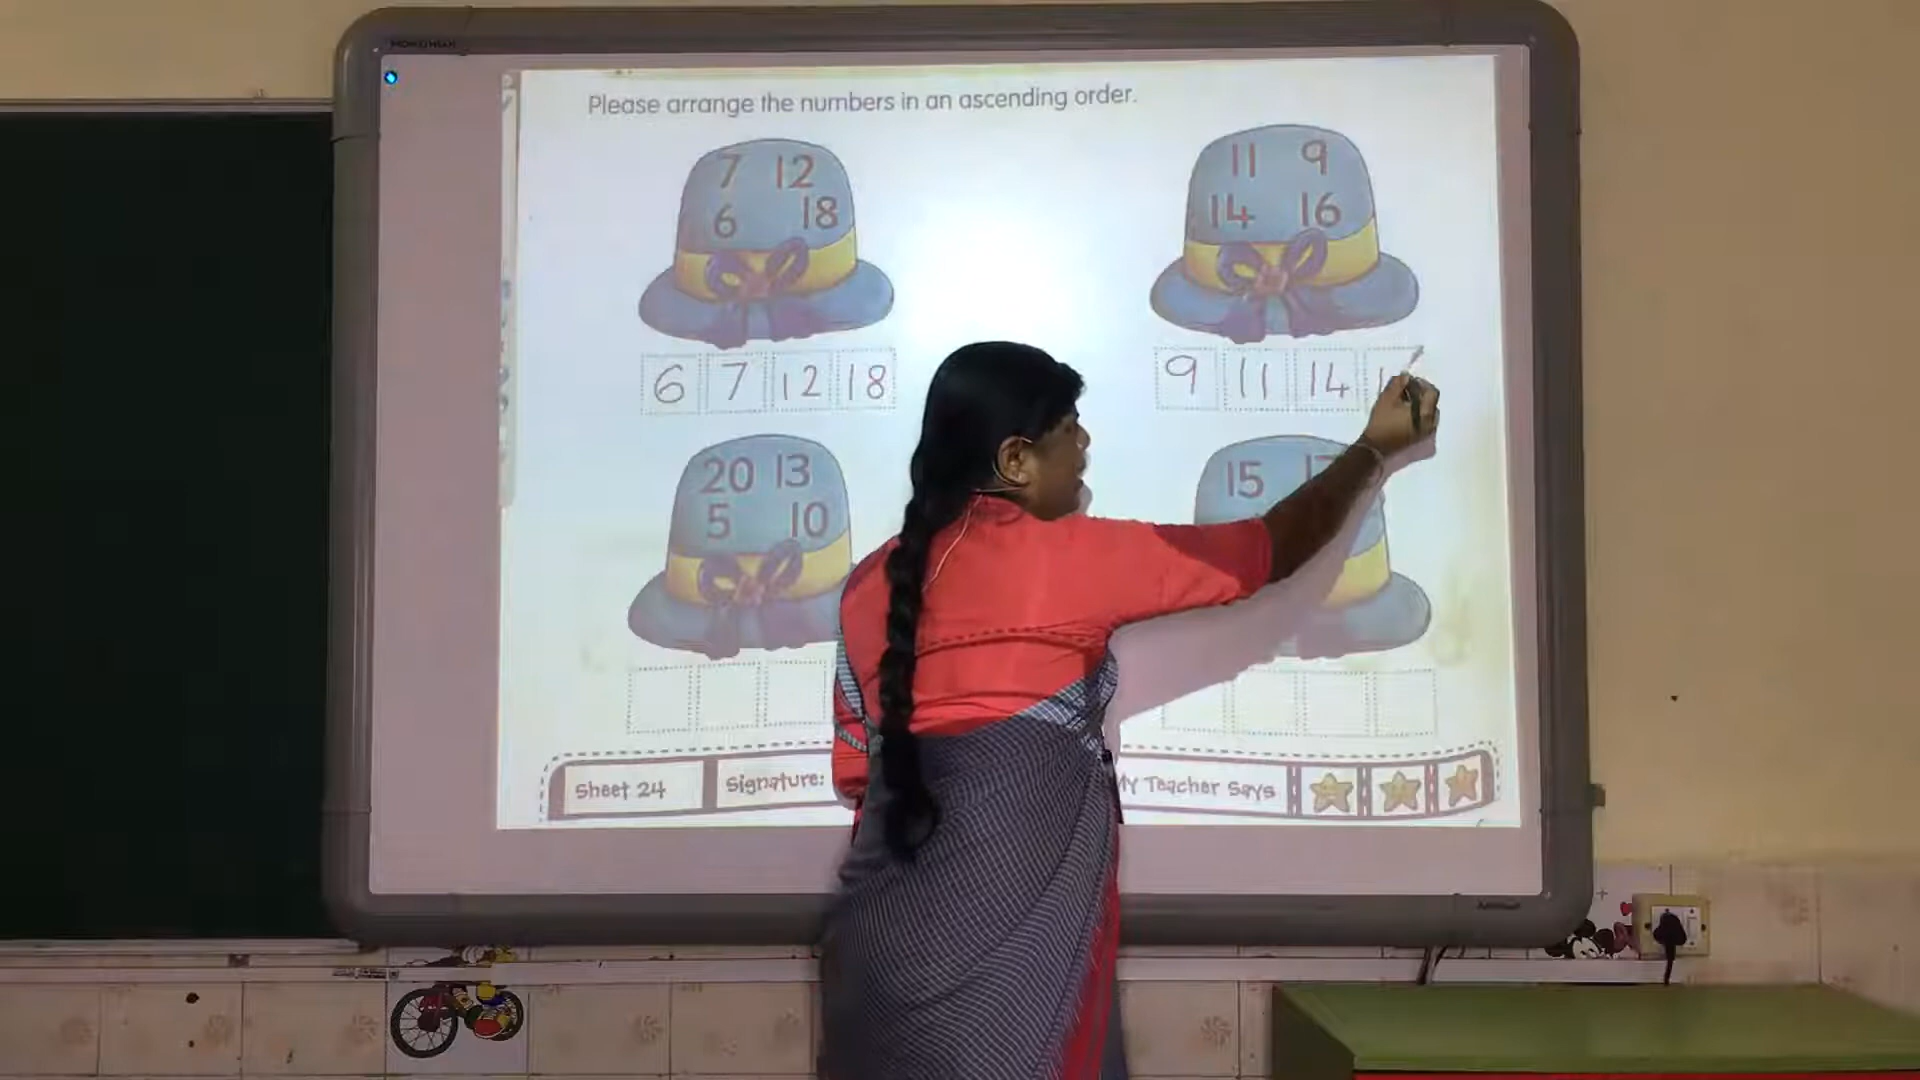 Please arrange the numbers in an ascending order.
7 12
6 18
11 9
14 16
6 7 12 18
9 11 14
20 13
5 10
15
Sheet 24
Signature:
My Teacher Says